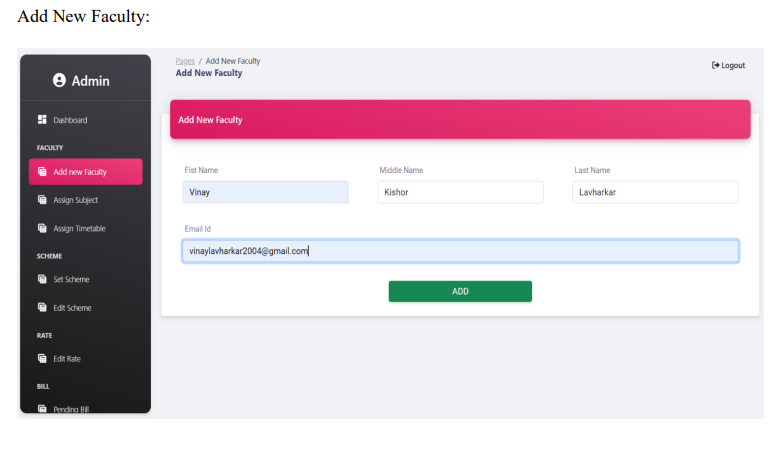 Add New Faculty:
Admin
Dashboard
FACULTY
Add new Faculty
Assign Subject
Assign Timetable
SCHEME
Set Scheme
Edit Scheme
RATE
Edit Rate
BILL
Pending Bill
Pages / Add New Faculty
Add New Faculty
Logout
Add New Faculty
Fist Name Middle Name Last Name
Vinay Kishor Lavharkar
Email Id
vinaylavharkar2004@gmail.com
ADD